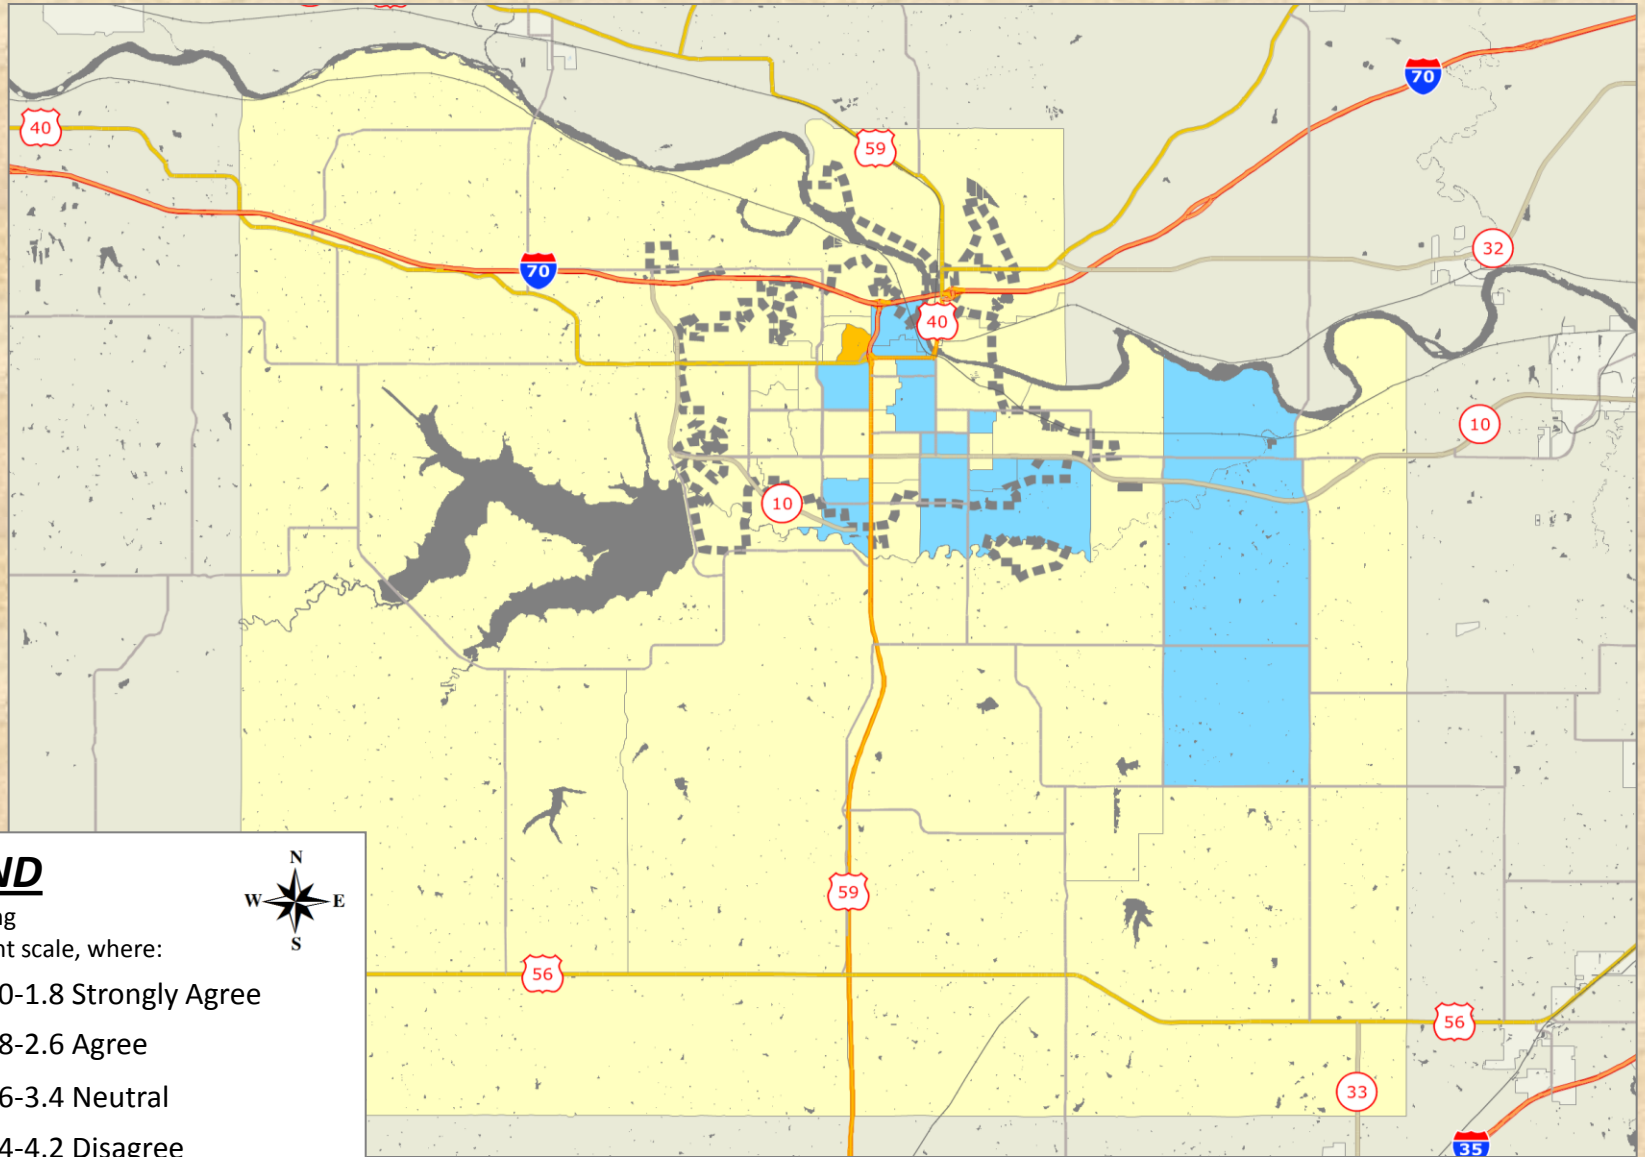 40
59
70
32
70
40
10
10
59
56
56
33
35
ND
N
W E
S
ng
nt scale, where:
0-1.8 Strongly Agree
8-2.6 Agree
6-3.4 Neutral
4-4.2 Disagree